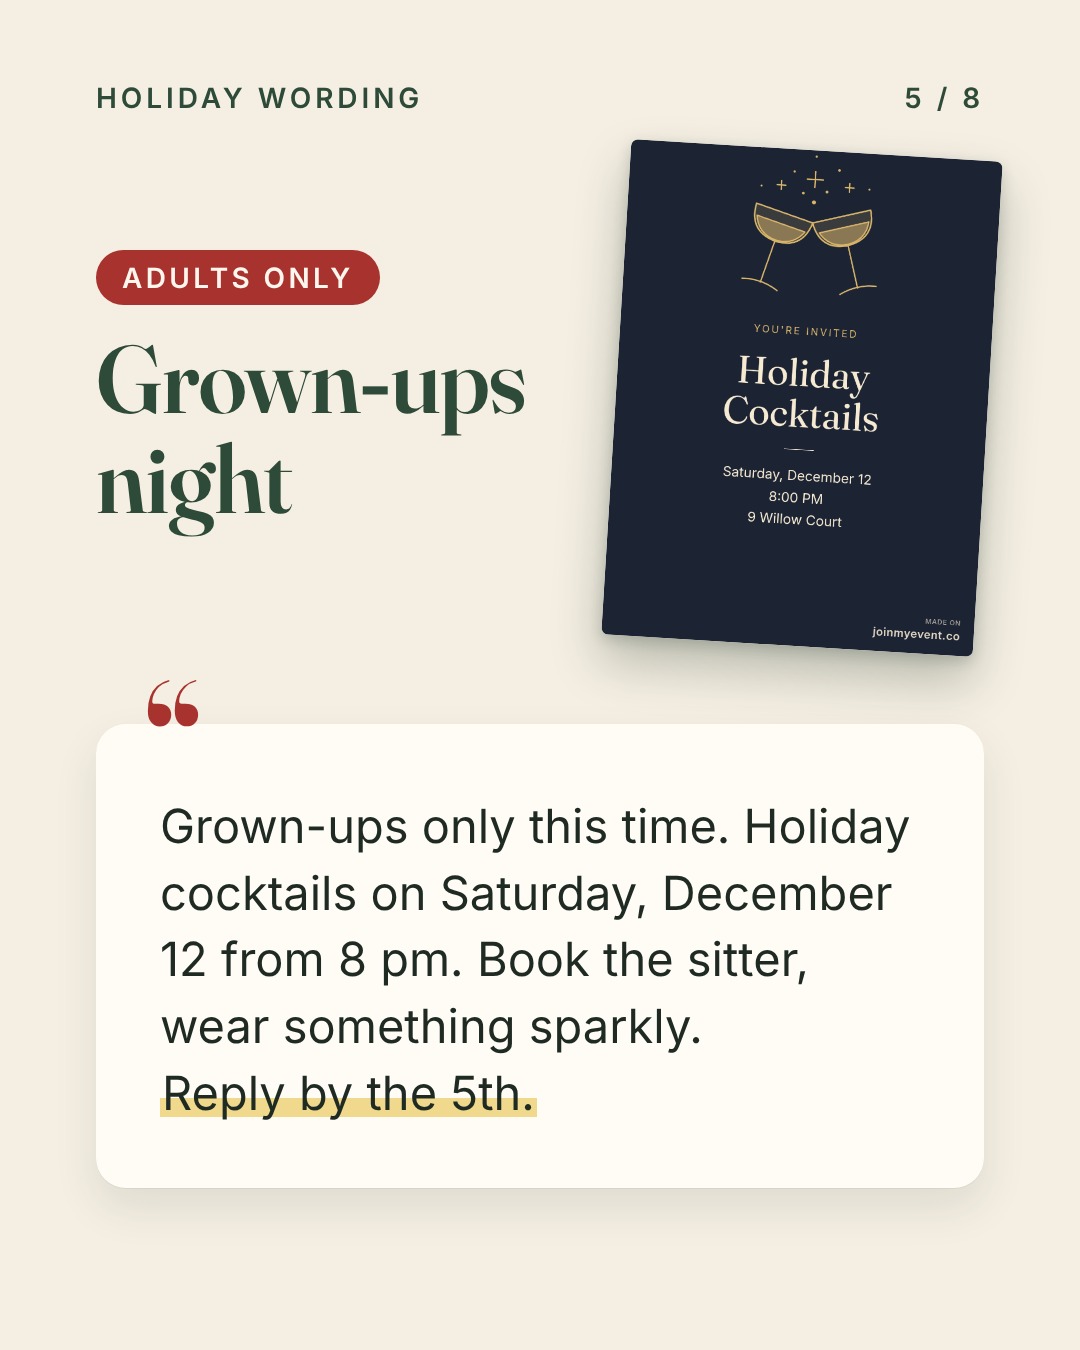 HOLIDAY WORDING
5 / 8
ADULTS ONLY
Grown-ups
night
YOU'RE INVITED
Holiday
Cocktails
Saturday, December 12
8:00 PM
9 Willow Court
MADE ON
joinmyevent.co
“
Grown-ups only this time. Holiday
cocktails on Saturday, December
12 from 8 pm. Book the sitter,
wear something sparkly.
Reply by the 5th.